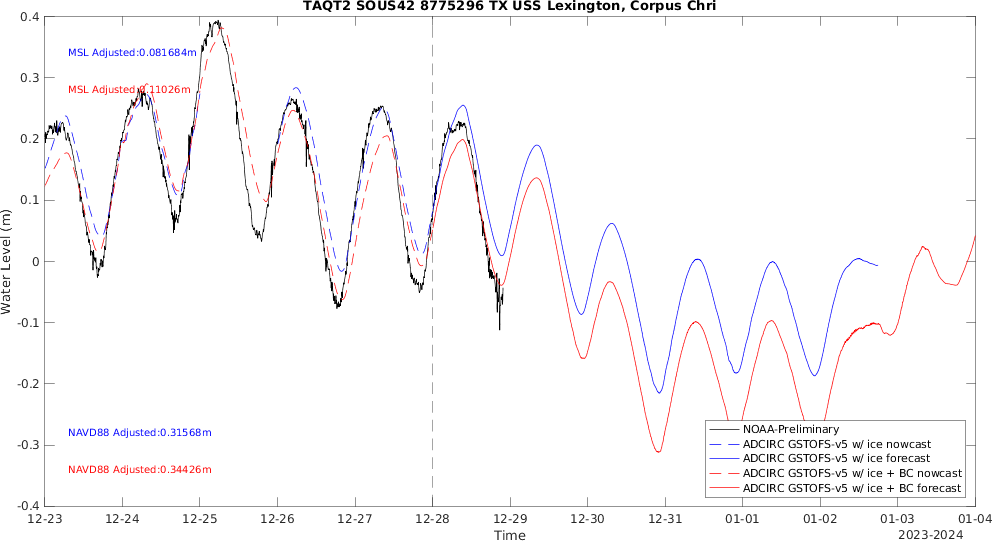 TAQT2 SOUS42 8775296 TX USS Lexington, Corpus Chri
MSL Adjusted:0.081684m
MSL Adjusted:0.11026m
NAVD88 Adjusted:0.31568m
NAVD88 Adjusted:0.34426m
Water Level (m)
0.4
0.3
0.2
0.1
0
-0.1
-0.2
-0.3
-0.4
NOAA-Preliminary
ADCIRC GSTOFS-v5 w/ ice nowcast
ADCIRC GSTOFS-v5 w/ ice forecast
ADCIRC GSTOFS-v5 w/ ice + BC nowcast
ADCIRC GSTOFS-v5 w/ ice + BC forecast
12-23 12-24 12-25 12-26 12-27 12-28 12-29 12-30 12-31 01-01 01-02 01-03 01-04
Time
2023-2024